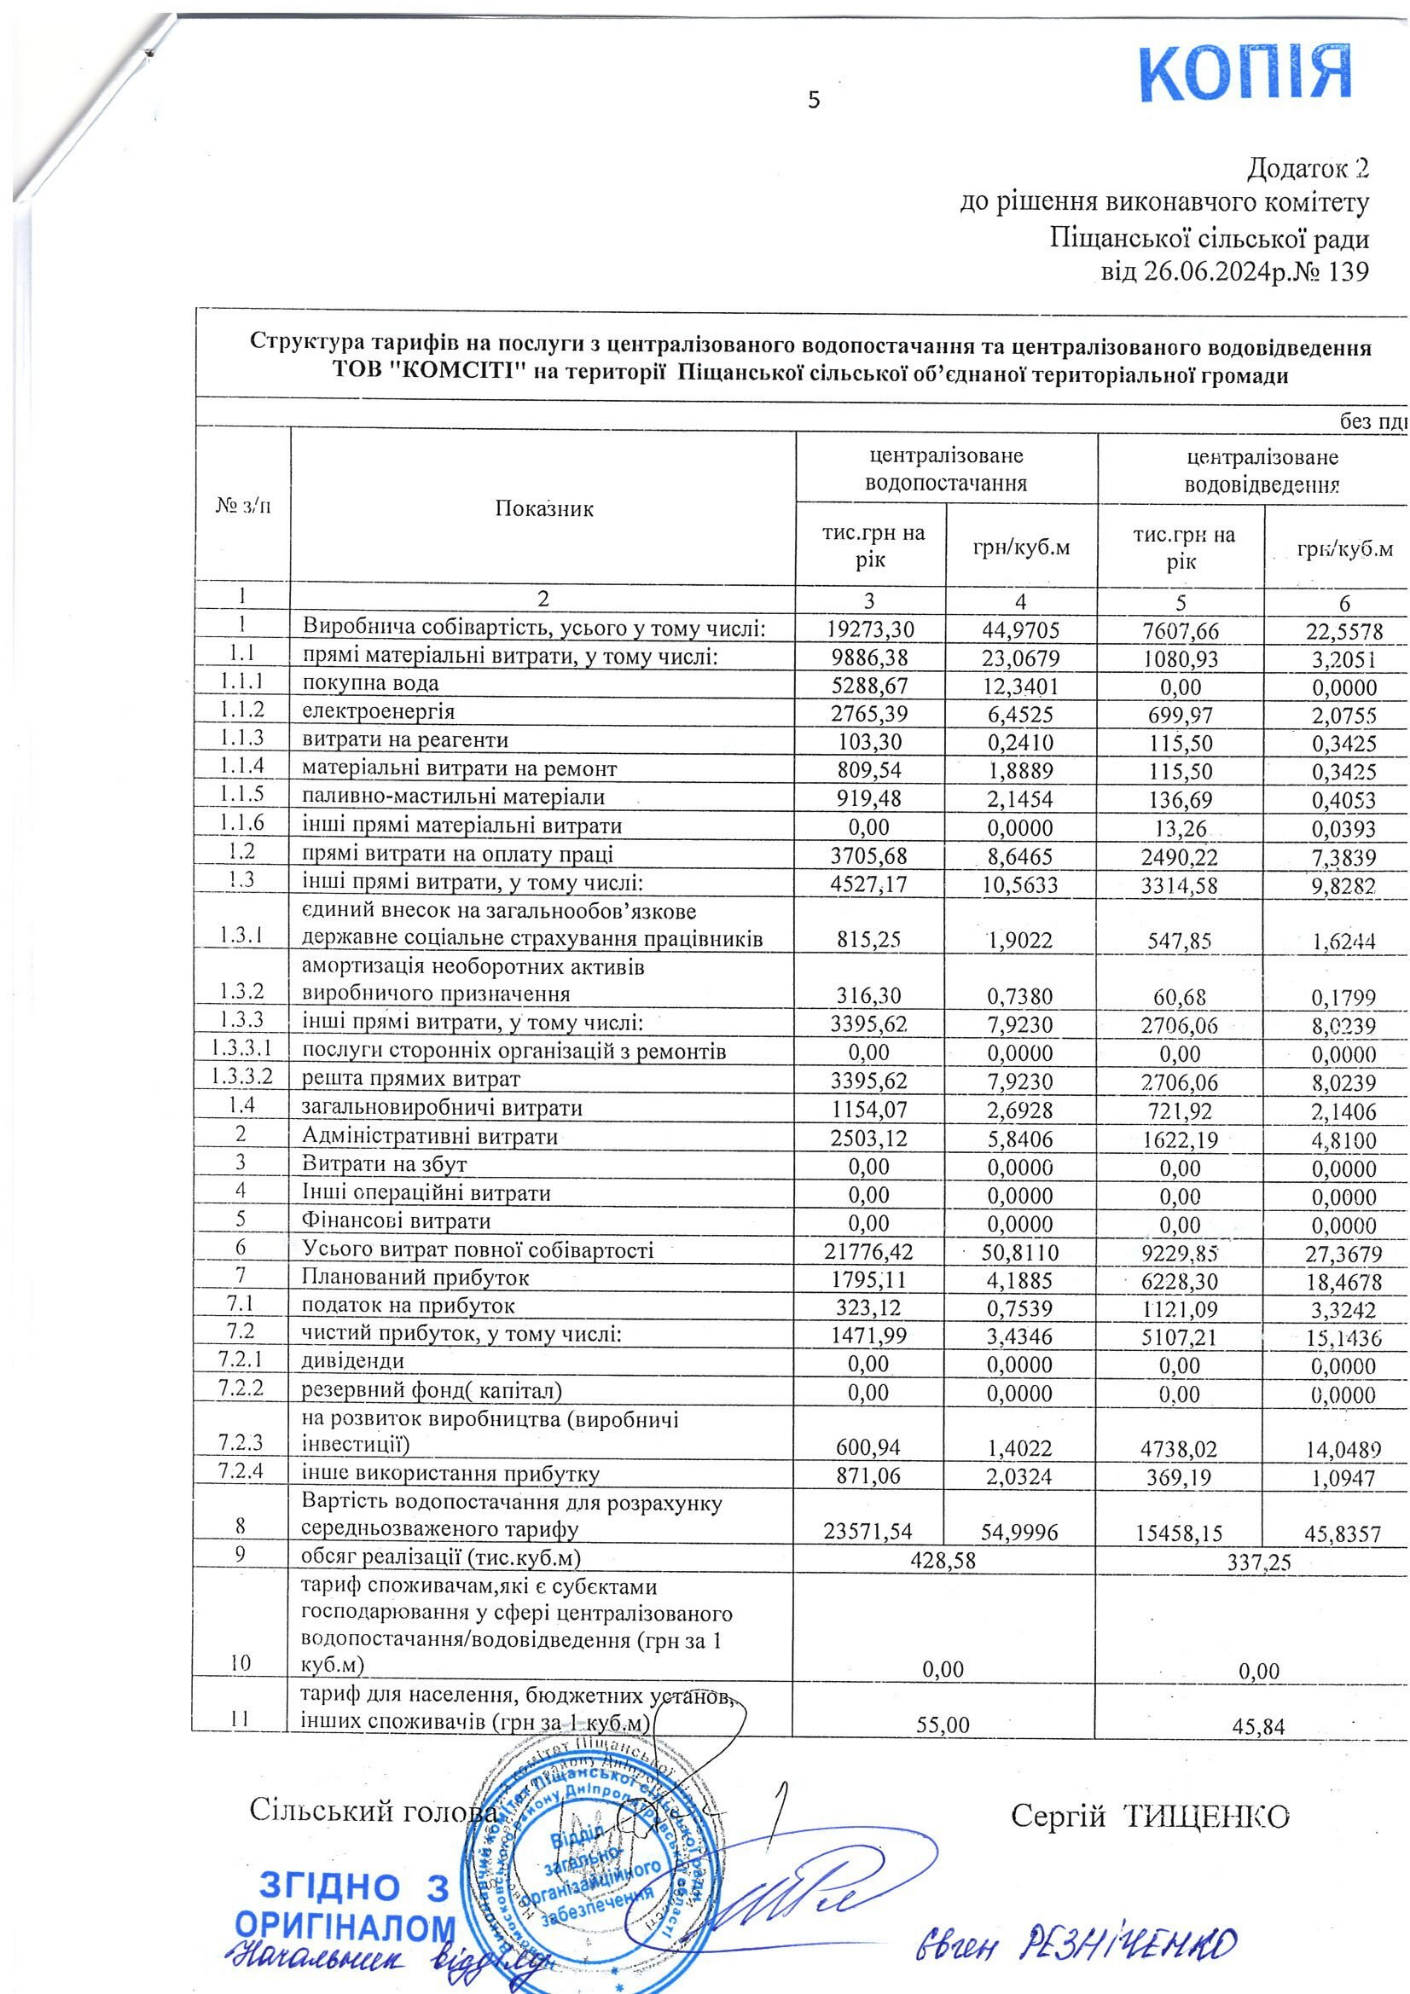 КОПІЯ
5
Додаток 2
до рішення виконавчого комітету
Піщанської сільської ради
від 26.06.2024р.№ 139
Структура тарифів на послуги з централізованого водопостачання та централізованого водовідведення
ТОВ "КОМСІТІ" на території Піщанської сільської об’єднаної територіальної громади
без пд
№ з/п Показник централізоване водопостачання централізоване водовідведення
тис.грн на рік грн/куб.м тис.грн на рік грн/куб.м
1 2 3 4 5 6
1 Виробнича собівартість, усього у тому числі: 19273,30 44,9705 7607,66 22,5578
1.1 прямі матеріальні витрати, у тому числі: 9886,38 23,0679 1080,93 3,2051
1.1.1 покупна вода 5288,67 12,3401 0,00 0,0000
1.1.2 електроенергія 2765,39 6,4525 699,97 2,0755
1.1.3 витрати на реагенти 103,30 0,2410 115,50 0,3425
1.1.4 матеріальні витрати на ремонт 809,54 1,8889 115,50 0,3425
1.1.5 паливно-мастильні матеріали 919,48 2,1454 136,69 0,4053
1.1.6 інші прямі матеріальні витрати 0,00 0,0000 13,26 0,0393
1.2 прямі витрати на оплату праці 3705,68 8,6465 2490,22 7,3839
1.3 інші прямі витрати, у тому числі: 4527,17 10,5633 3314,58 9,8282
єдиний внесок на загальнообов’язкове
1.3.1 державне соціальне страхування працівників 815,25 1,9022 547,85 1,6244
амортизація необоротних активів
1.3.2 виробничого призначення 316,30 0,7380 60,68 0,1799
1.3.3 інші прямі витрати, у тому числі: 3395,62 7,9230 2706,06 8,0239
1.3.3.1 послуги сторонніх організацій з ремонтів 0,00 0,0000 0,00 0,0000
1.3.3.2 решта прямих витрат 3395,62 7,9230 2706,06 8,0239
1.4 загальновиробничі витрати 1154,07 2,6928 721,92 2,1406
2 Адміністративні витрати 2503,12 5,8406 1622,19 4,8100
3 Витрати на збут 0,00 0,0000 0,00 0,0000
4 Інші операційні витрати 0,00 0,0000 0,00 0,0000
5 Фінансові витрати 0,00 0,0000 0,00 0,0000
6 Усього витрат повної собівартості 21776,42 50,8110 9229,85 27,3679
7 Планований прибуток 1795,11 4,1885 6228,30 18,4678
7.1 податок на прибуток 323,12 0,7539 1121,09 3,3242
7.2 чистий прибуток, у тому числі: 1471,99 3,4346 5107,21 15,1436
7.2.1 дивіденди 0,00 0,0000 0,00 0,0000
7.2.2 резервний фонд( капітал) 0,00 0,0000 0,00 0,0000
на розвиток виробництва (виробничі
7.2.3 інвестиції) 600,94 1,4022 4738,02 14,0489
7.2.4 інше використання прибутку 871,06 2,0324 369,19 1,0947
Вартість водопостачання для розрахунку
8 середньозваженого тарифу 23571,54 54,9996 15458,15 45,8357
9 обсяг реалізації (тис.куб.м) 428,58 337,25
тариф споживачам,які є субєктами
господарювання у сфері централізованого
водопостачання/водовідведення (грн за 1
10 куб.м) 0,00 0,00
тариф для населення, бюджетних установ,
11 інших споживачів (грн за 1 куб.м) 55,00 45,84
Сільський голова Сергій ТИЩЕНКО
Відділ
загально-
організаційного
забезпечення
ЗГІДНО З
ОРИГІНАЛОМ
Начальник відділу Євген РЕЗНІЧЕНКО